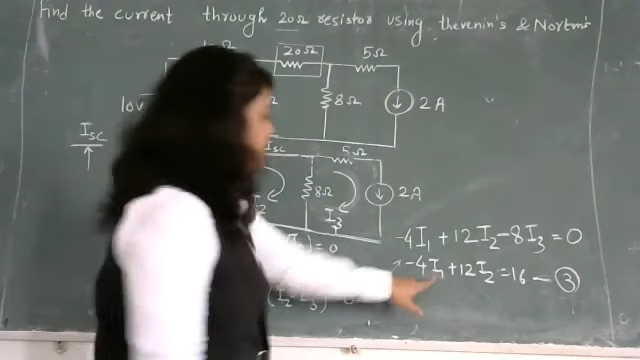 Find the current through 20Ω resistor using thevenin's & Norton's
20Ω
5Ω
10V
8Ω
2A
Isc
Isc
5Ω
8Ω
2A
I3
-4I1 + 12I2 - 8I3 = 0
-4I1 + 12I2 = 16 — ③